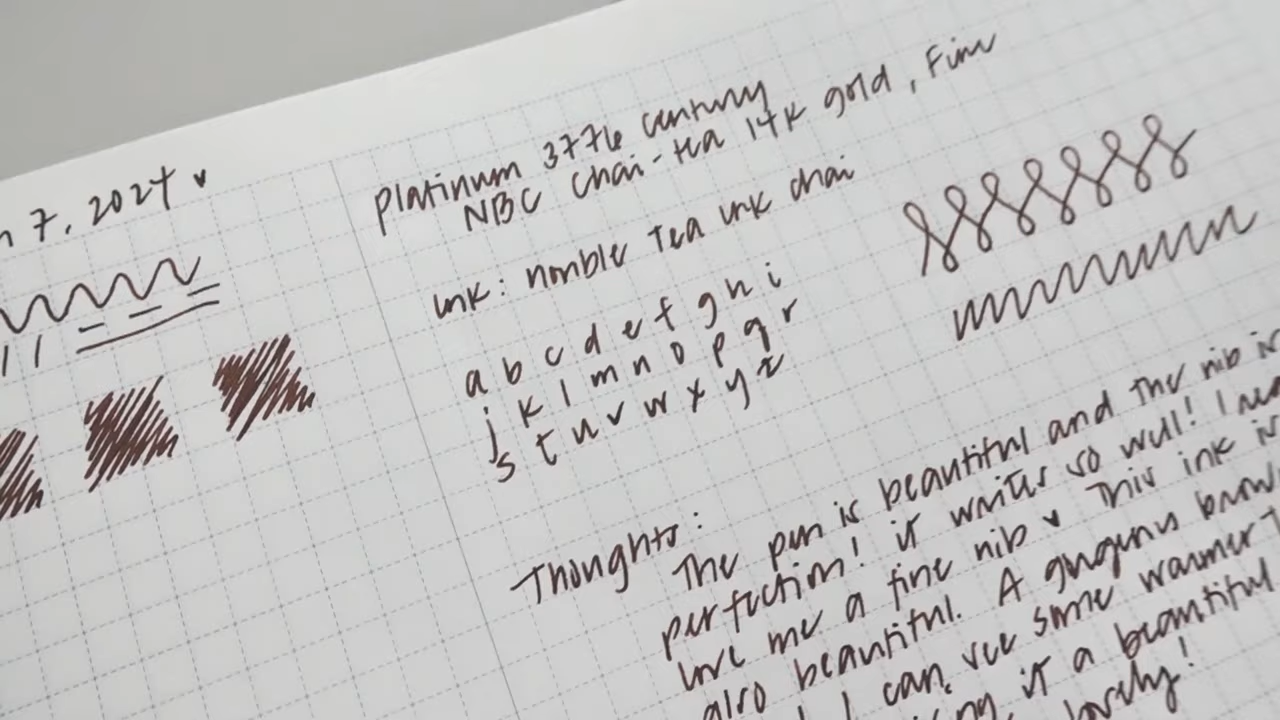 7, 2024
Platinum 3776 century
NBC Chai-tea 14K gold, Fine
ink: nonble Tea ink chai
a b c d e f g h i
j k l m n o p q r
s t u v w x y z
Thoughts:
The pen is beautiful and the nib is
perfection! it writes so well! I
love me a fine nib. This ink is
also beautiful. A gorgeous brown
I can see some warmer
it a beautiful
lovely!